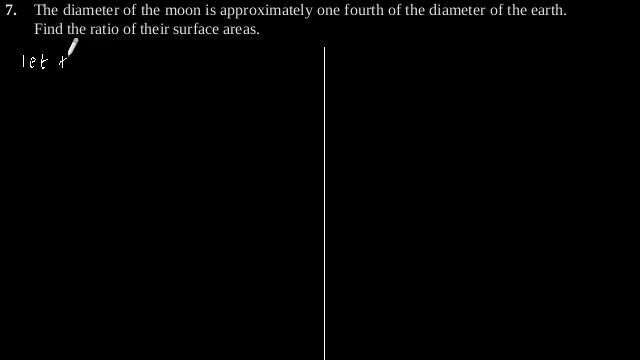 7. The diameter of the moon is approximately one fourth of the diameter of the earth.
Find the ratio of their surface areas.
let